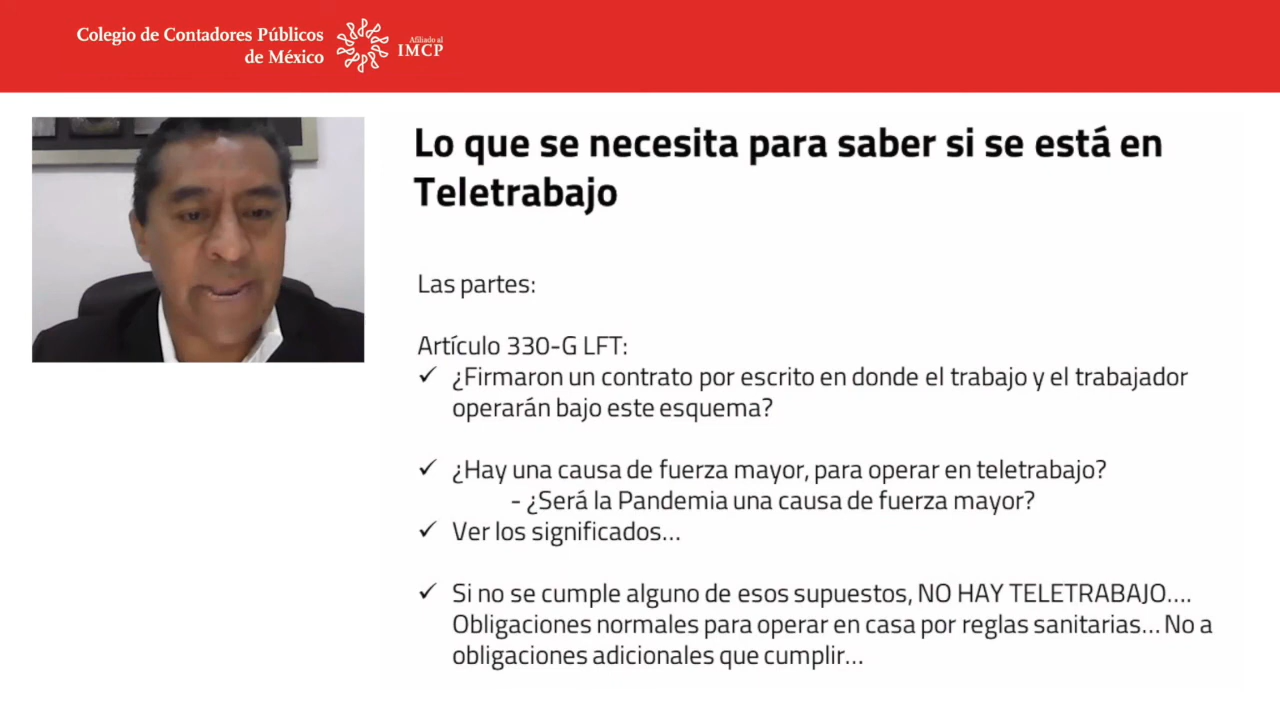 Colegio de Contadores Públicos
de México
Afiliado al
IMCP
Lo que se necesita para saber si se está en
Teletrabajo
Las partes:
Artículo 330-G LFT:
✓ ¿Firmaron un contrato por escrito en donde el trabajo y el trabajador
operarán bajo este esquema?
✓ ¿Hay una causa de fuerza mayor, para operar en teletrabajo?
- ¿Será la Pandemia una causa de fuerza mayor?
✓ Ver los significados...
✓ Si no se cumple alguno de esos supuestos, NO HAY TELETRABAJO....
Obligaciones normales para operar en casa por reglas sanitarias... No a
obligaciones adicionales que cumplir...